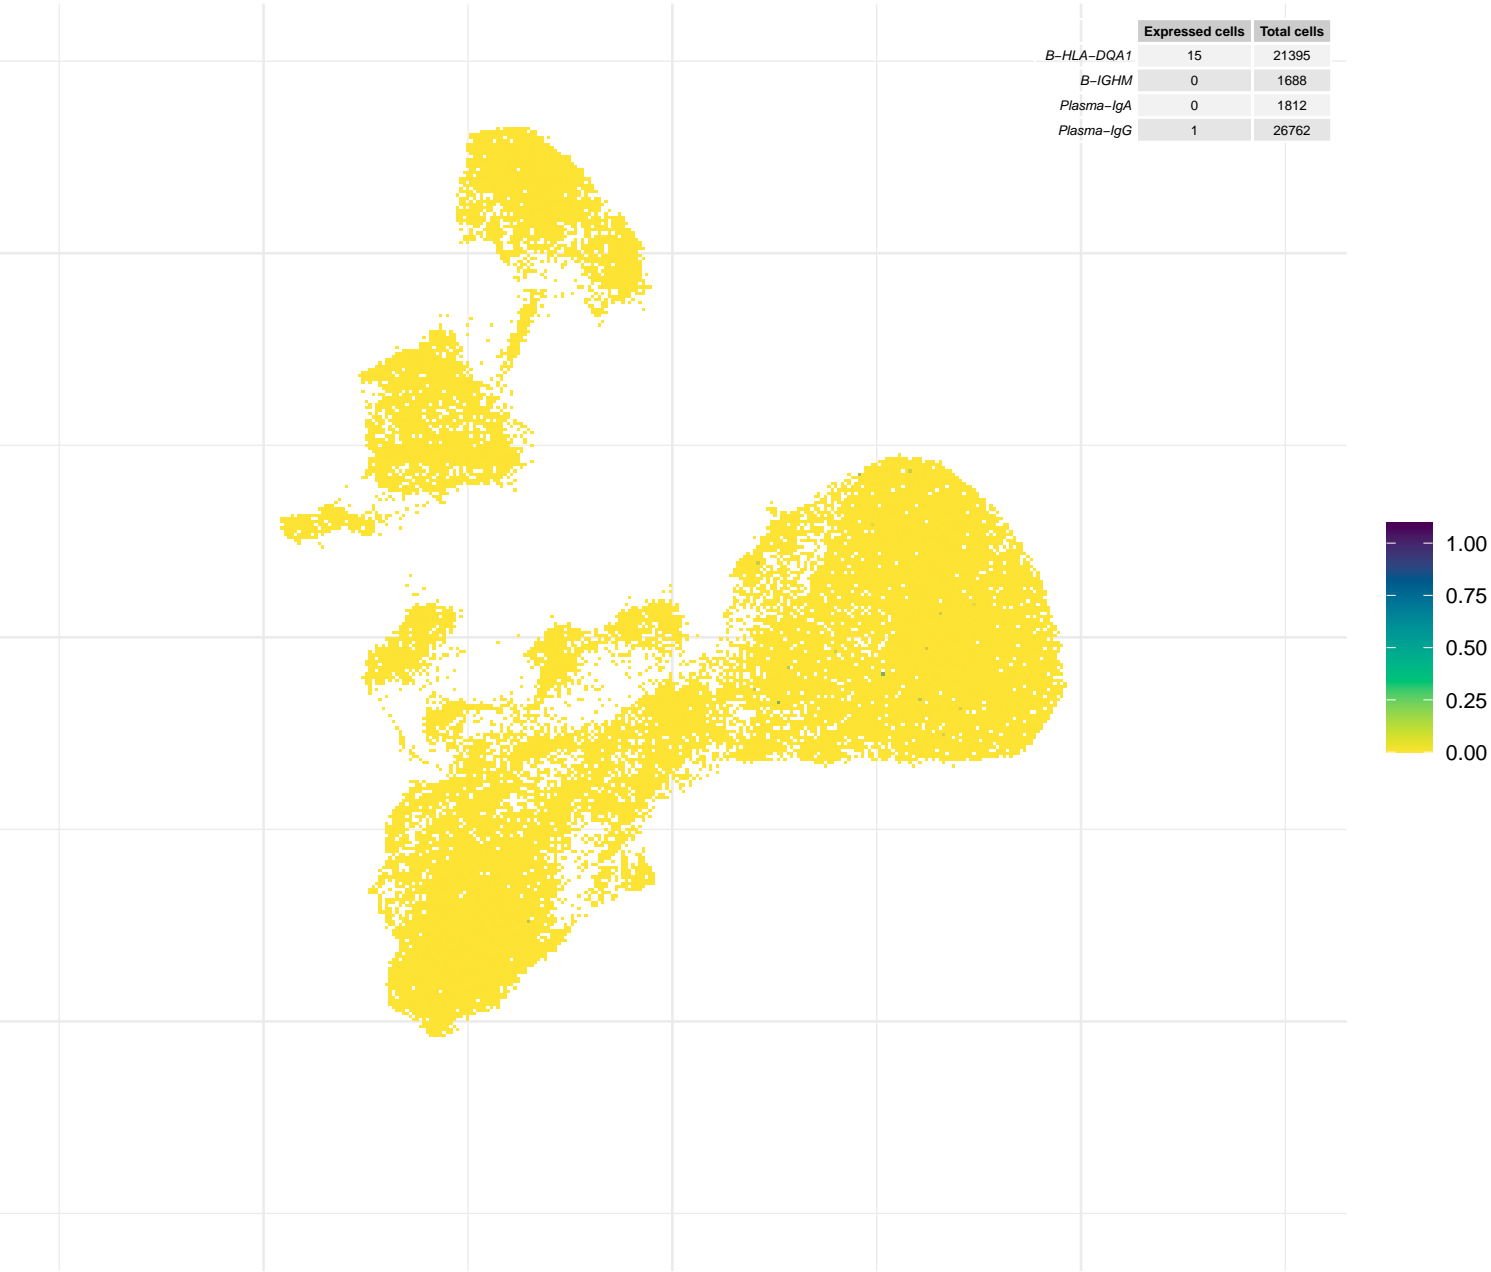 Expressed cells Total cells
B−HLA−DQA1 15 21395
B−IGHM 0 1688
Plasma−IgA 0 1812
Plasma−IgG 1 26762
1.00
0.75
0.50
0.25
0.00